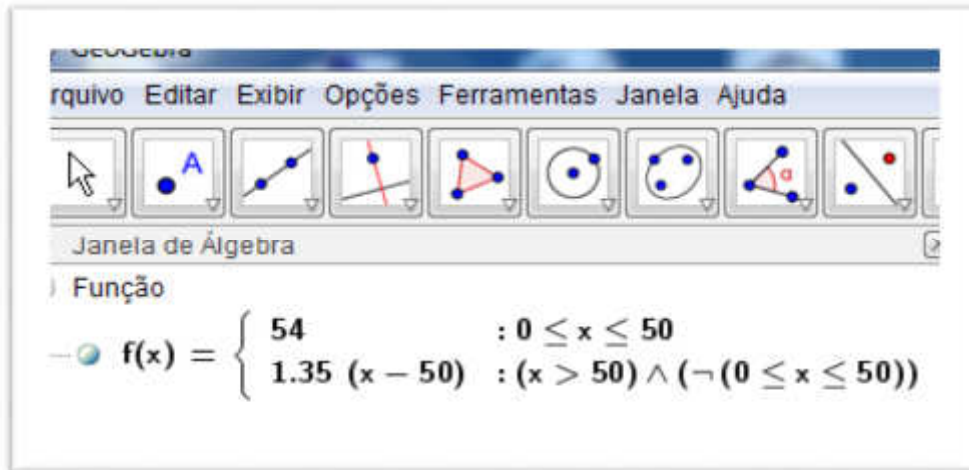 GeoGebra
rquivo Editar Exibir Opções Ferramentas Janela Ajuda
A
α
Janela de Álgebra
Função
f(x) = { 54 : 0 ≤ x ≤ 50
1.35 (x − 50) : (x > 50) ∧ (¬ (0 ≤ x ≤ 50))